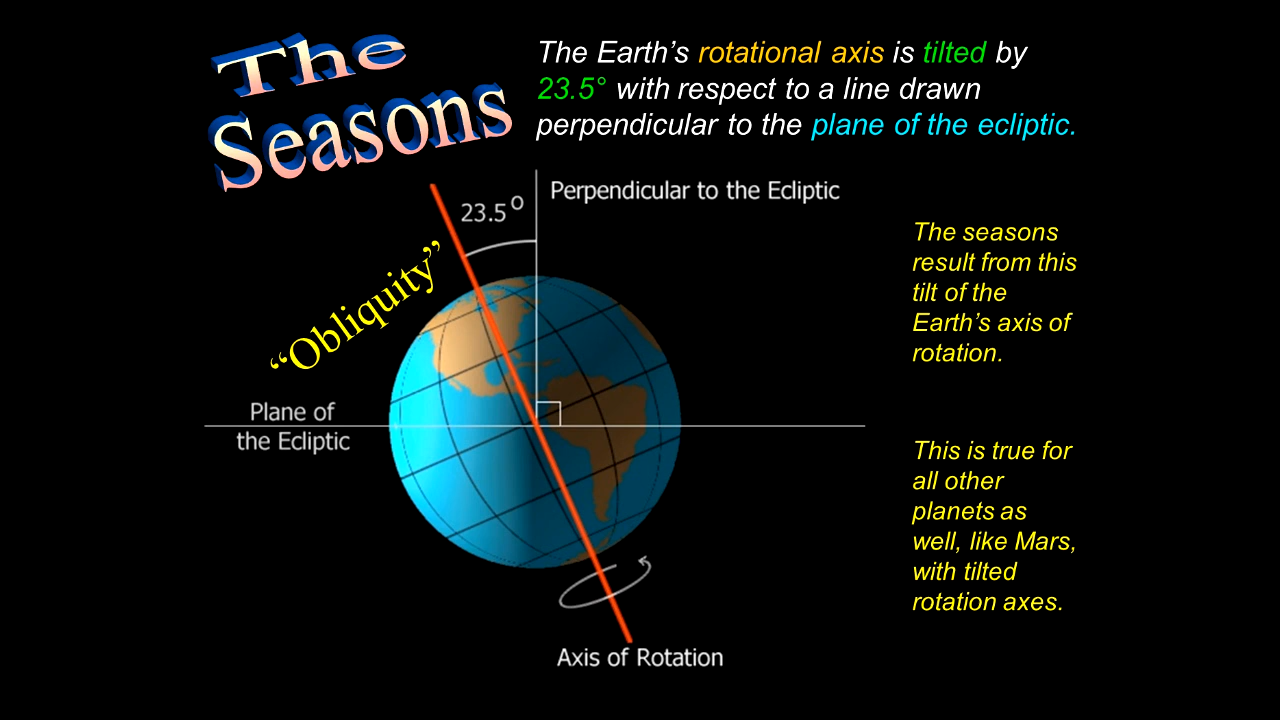 The
Seasons
The Earth’s rotational axis is tilted by
23.5° with respect to a line drawn
perpendicular to the plane of the ecliptic.
Perpendicular to the Ecliptic
23.5°
“Obliquity”
The seasons
result from this
tilt of the
Earth’s axis of
rotation.
Plane of
the Ecliptic
This is true for
all other
planets as
well, like Mars,
with tilted
rotation axes.
Axis of Rotation